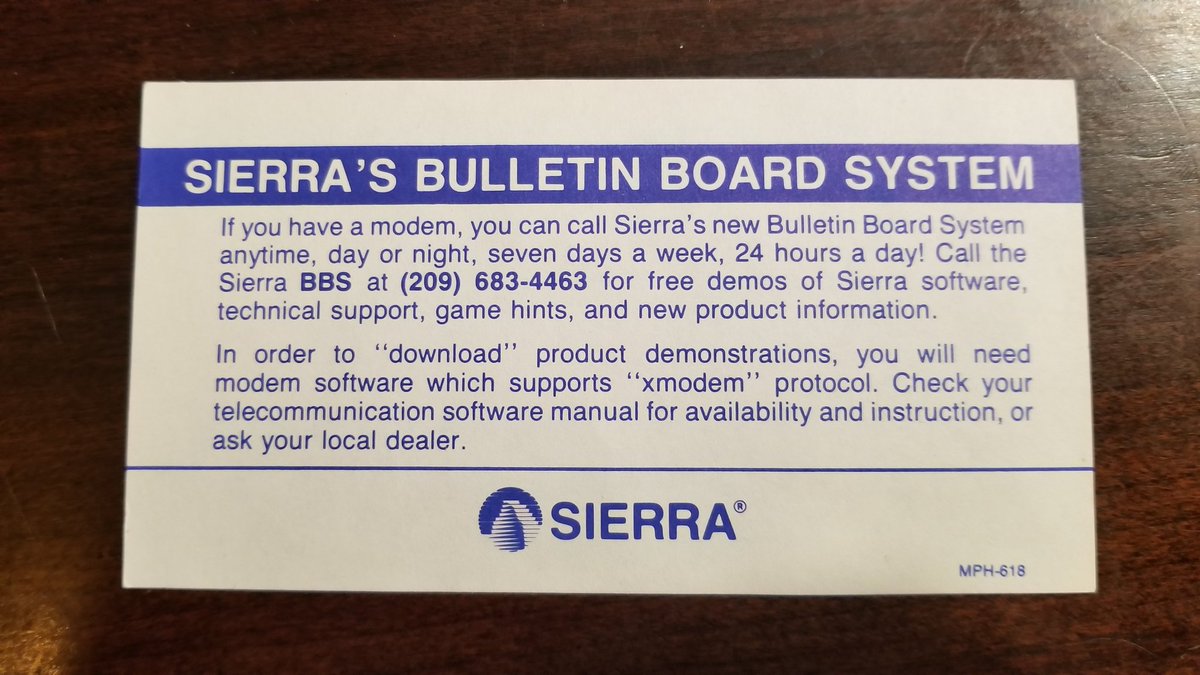 SIERRA'S BULLETIN BOARD SYSTEM
If you have a modem, you can call Sierra's new Bulletin Board System
anytime, day or night, seven days a week, 24 hours a day! Call the
Sierra BBS at (209) 683-4463 for free demos of Sierra software,
technical support, game hints, and new product information.
In order to ‘‘download’’ product demonstrations, you will need
modem software which supports ‘‘xmodem’’ protocol. Check your
telecommunication software manual for availability and instruction, or
ask your local dealer.
SIERRA®
MPH-618